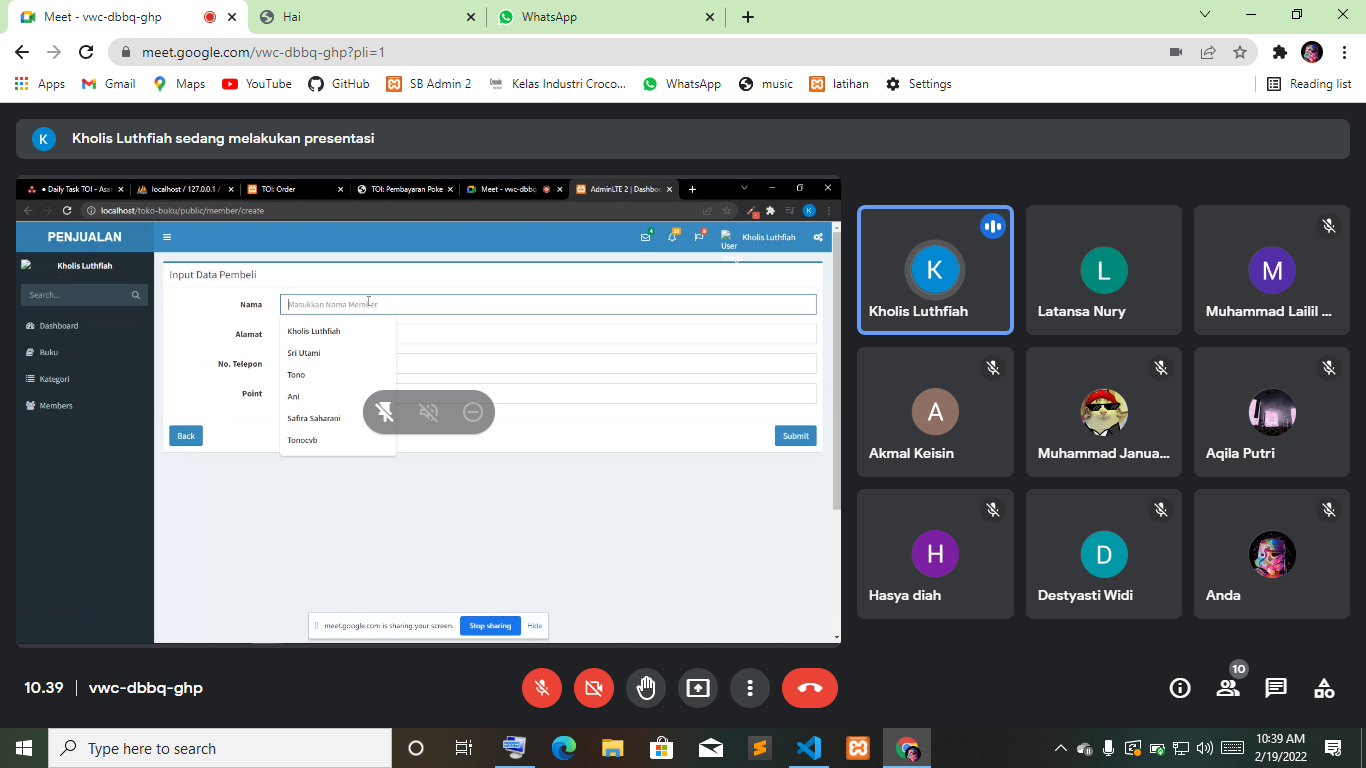 Meet - vwc-dbbq-ghp
Hai
WhatsApp
meet.google.com/vwc-dbbq-ghp?pli=1
Apps
Gmail
Maps
YouTube
GitHub
SB Admin 2
Kelas Industri Croco...
WhatsApp
music
latihan
Settings
Reading list
K
Kholis Luthfiah sedang melakukan presentasi
• Daily Task TOI - Asa
localhost / 127.0.0.1 /
TOI: Order
TOI: Pembayaran Poke
Meet - vwc-dbbq
AdminLTE 2 | Dashbo
localhost/toko-buku/public/member/create
K
PENJUALAN
User
Kholis Luthfiah
Kholis Luthfiah
Search...
Dashboard
Buku
Kategori
Members
Input Data Pembeli
Nama
Masukkan Nama Member
Alamat
No. Telepon
Point
Kholis Luthfiah
Sri Utami
Tono
Ani
Safira Saharani
Tonocvb
Back
Submit
meet.google.com is sharing your screen.
Stop sharing
Hide
K
Kholis Luthfiah
L
Latansa Nury
M
Muhammad Lailil ...
A
Akmal Keisin
Muhammad Janua...
Aqila Putri
H
Hasya diah
D
Destyasti Widi
Anda
10.39
vwc-dbbq-ghp
10
Type here to search
10:39 AM
2/19/2022